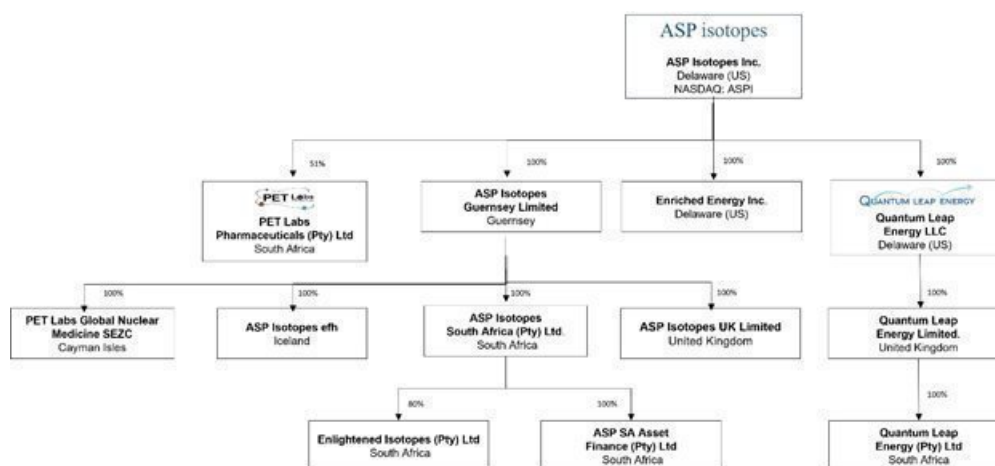 ASP isotopes
ASP Isotopes Inc.
Delaware (US)
NASDAQ: ASPI
51%
100%
100%
100%
PET Labs
PET Labs
Pharmaceuticals (Pty) Ltd
South Africa
ASP Isotopes
Guernsey Limited
Guernsey
Enriched Energy Inc.
Delaware (US)
QUANTUM LEAP ENERGY
Quantum Leap
Energy LLC
Delaware (US)
100%
100%
100%
100%
100%
PET Labs Global Nuclear
Medicine SEZC
Cayman Isles
ASP Isotopes efh
Iceland
ASP Isotopes
South Africa (Pty) Ltd.
South Africa
ASP Isotopes UK Limited
United Kingdom
Quantum Leap
Energy Limited.
United Kingdom
80%
100%
100%
Enlightened Isotopes (Pty) Ltd
South Africa
ASP SA Asset
Finance (Pty) Ltd
South Africa
Quantum Leap
Energy (Pty) Ltd
South Africa